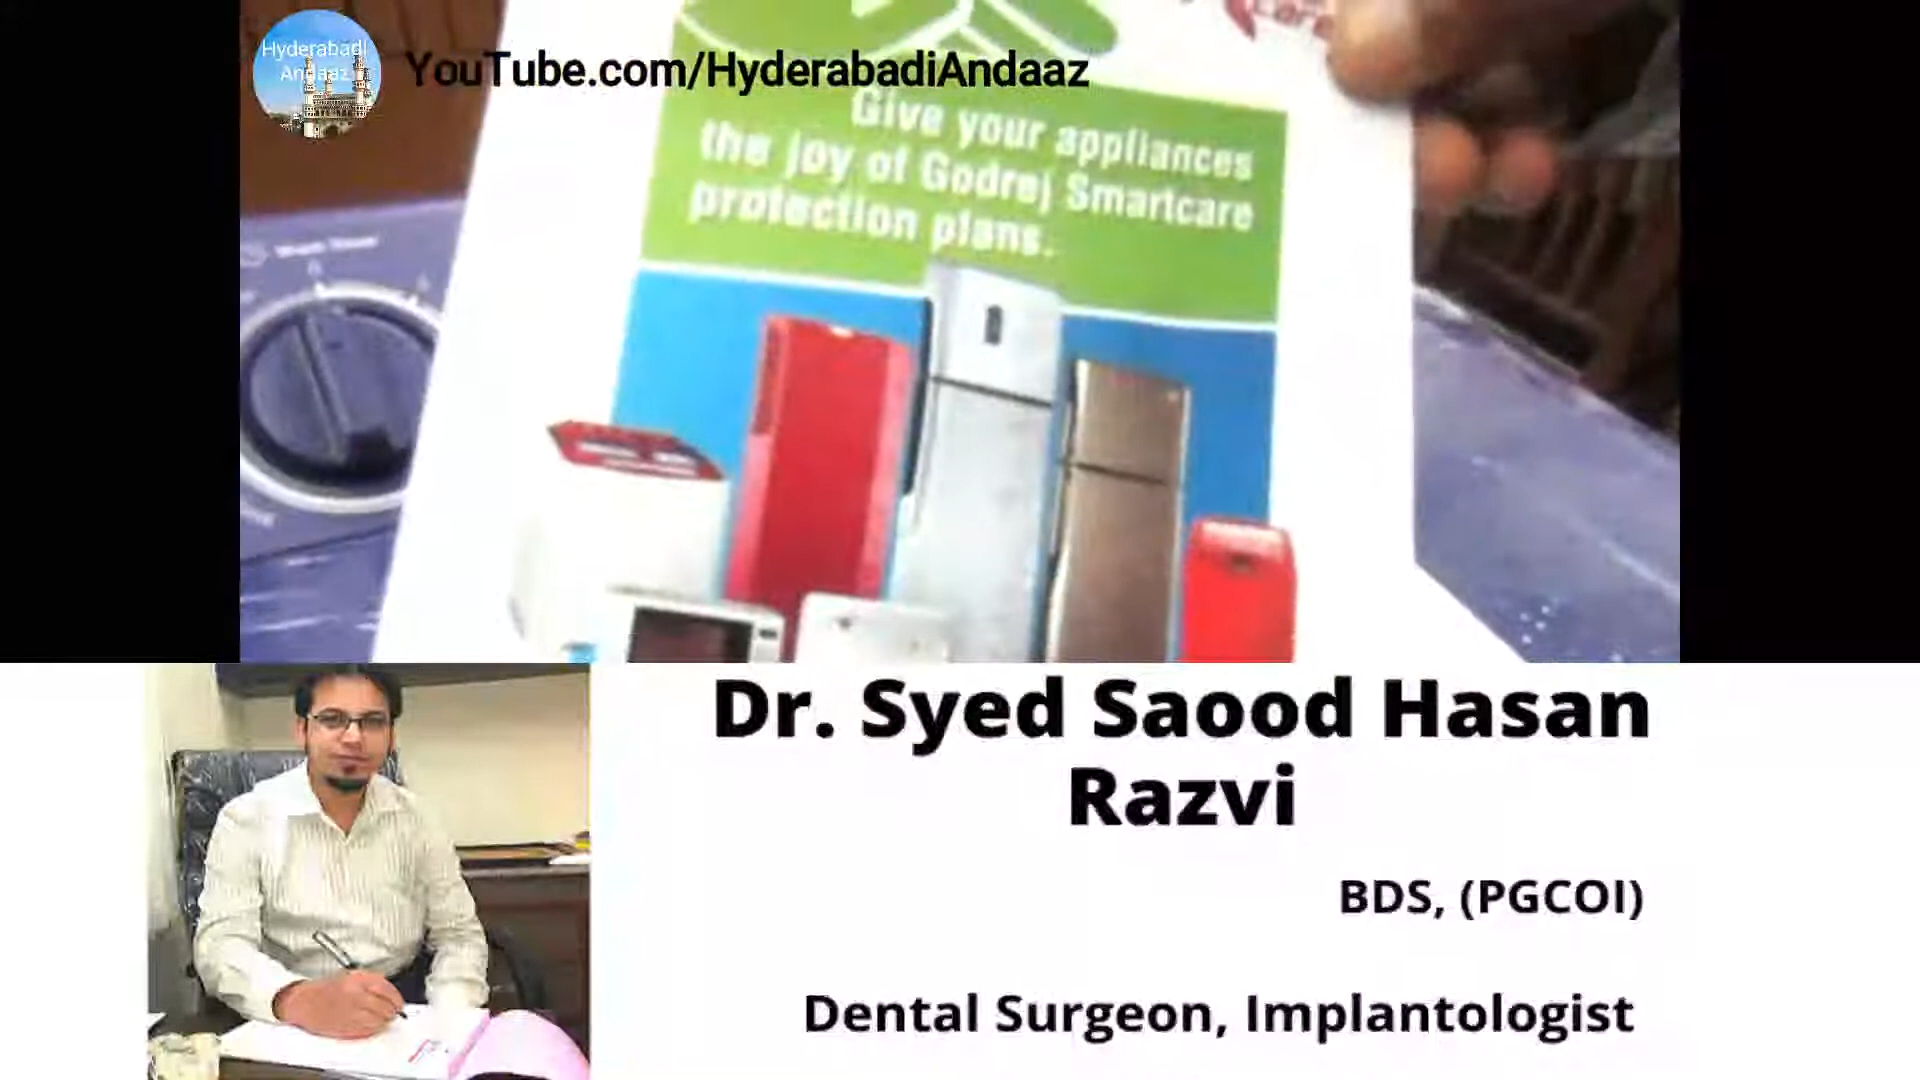 Hyderabadi
Andaaz
YouTube.com/HyderabadiAndaaz
Care
Give your appliances
the joy of Godrej Smartcare
protection plans.
Dr. Syed Saood Hasan
Razvi
BDS, (PGCOI)
Dental Surgeon, Implantologist